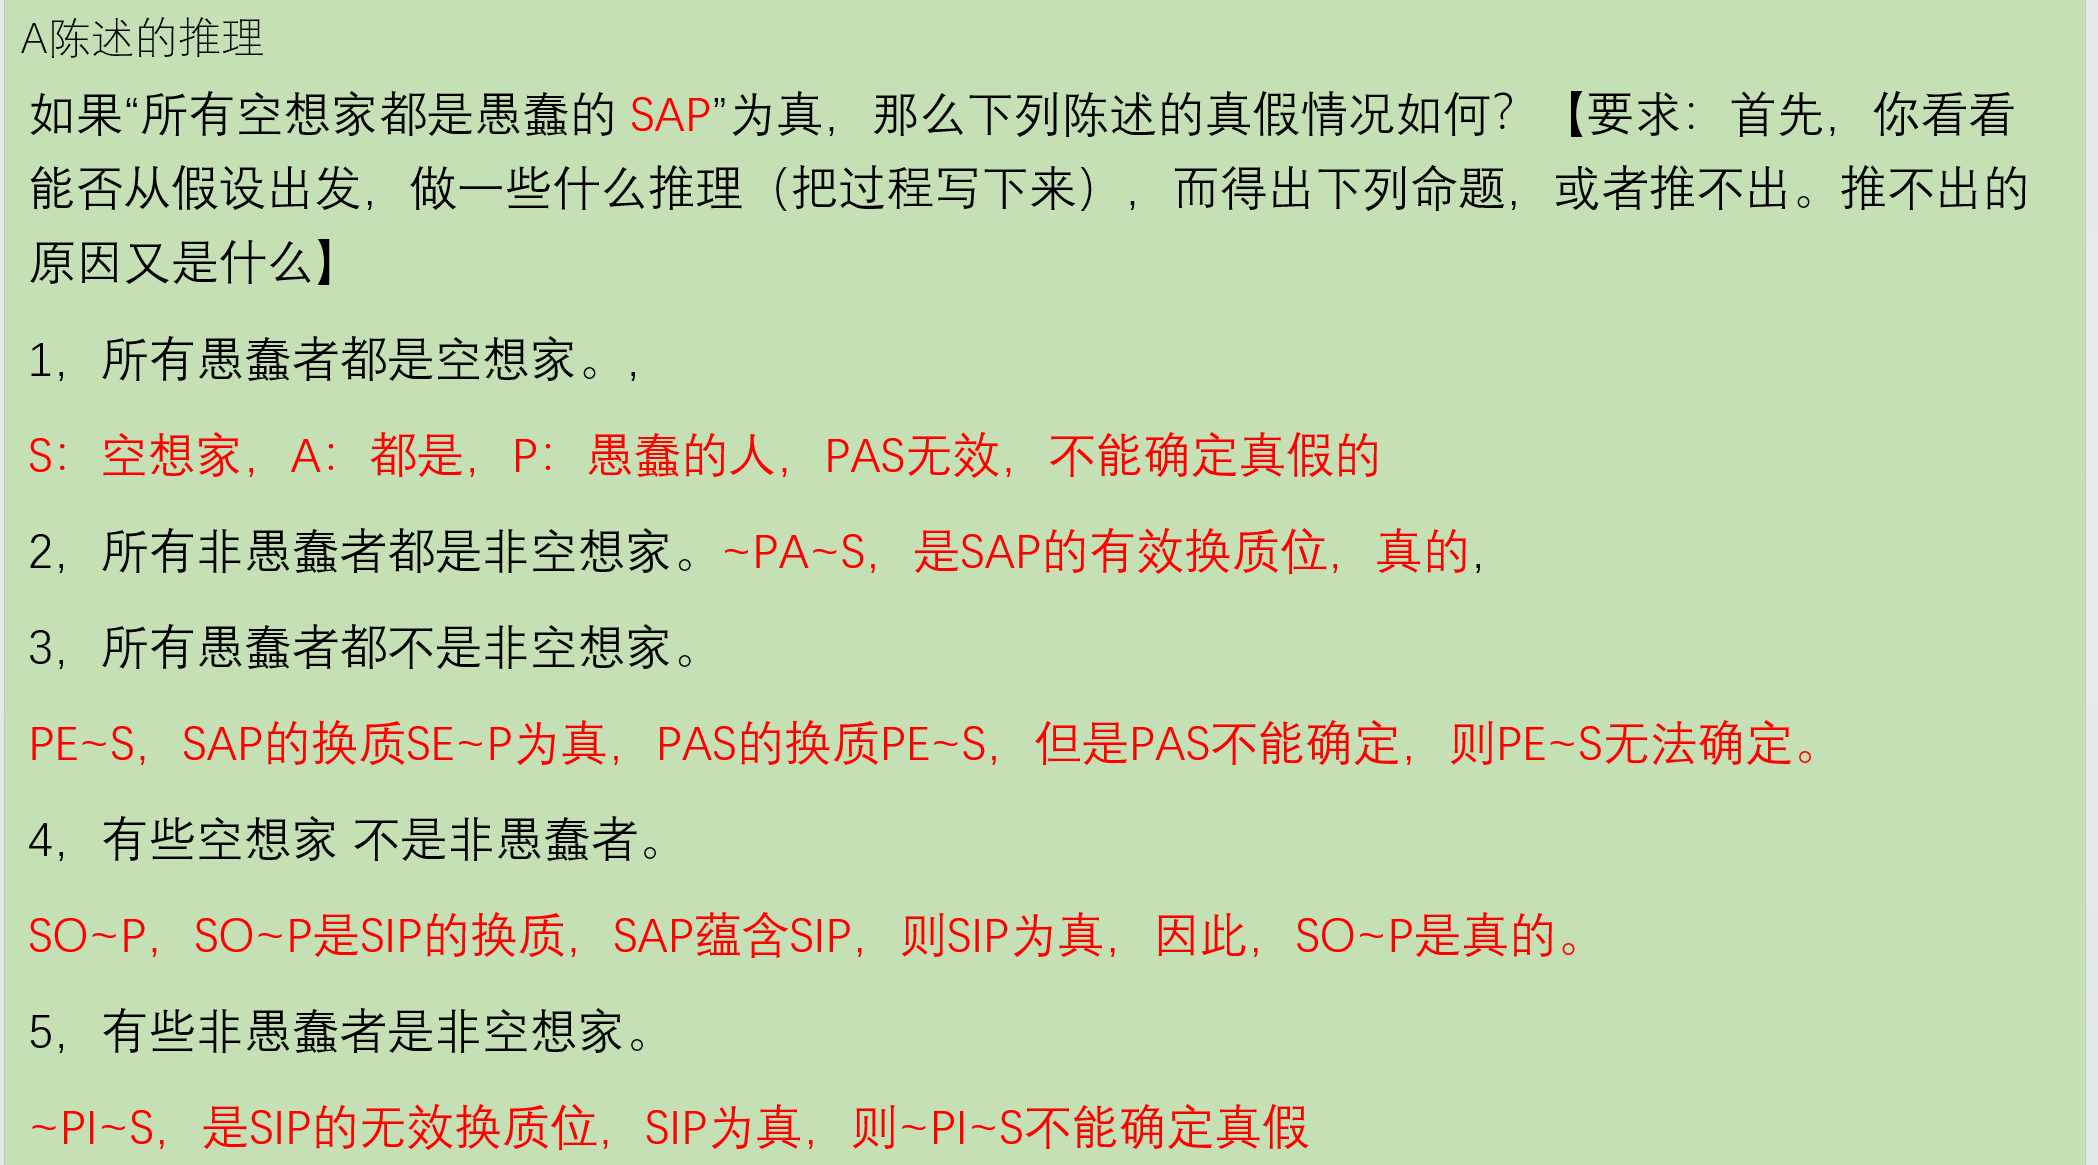 A陈述的推理
如果“所有空想家都是愚蠢的 SAP”为真，那么下列陈述的真假情况如何？【要求：首先，你看看
能否从假设出发，做一些什么推理（把过程写下来），而得出下列命题，或者推不出。推不出的
原因又是什么】
1，所有愚蠢者都是空想家。,
S：空想家，A：都是，P：愚蠢的人，PAS无效，不能确定真假的
2，所有非愚蠢者都是非空想家。~PA~S，是SAP的有效换质位，真的,
3，所有愚蠢者都不是非空想家。
PE~S，SAP的换质SE~P为真，PAS的换质PE~S，但是PAS不能确定，则PE~S无法确定。
4，有些空想家 不是非愚蠢者。
SO~P，SO~P是SIP的换质，SAP蕴含SIP，则SIP为真，因此，SO~P是真的。
5，有些非愚蠢者是非空想家。
~PI~S，是SIP的无效换质位，SIP为真，则~PI~S不能确定真假